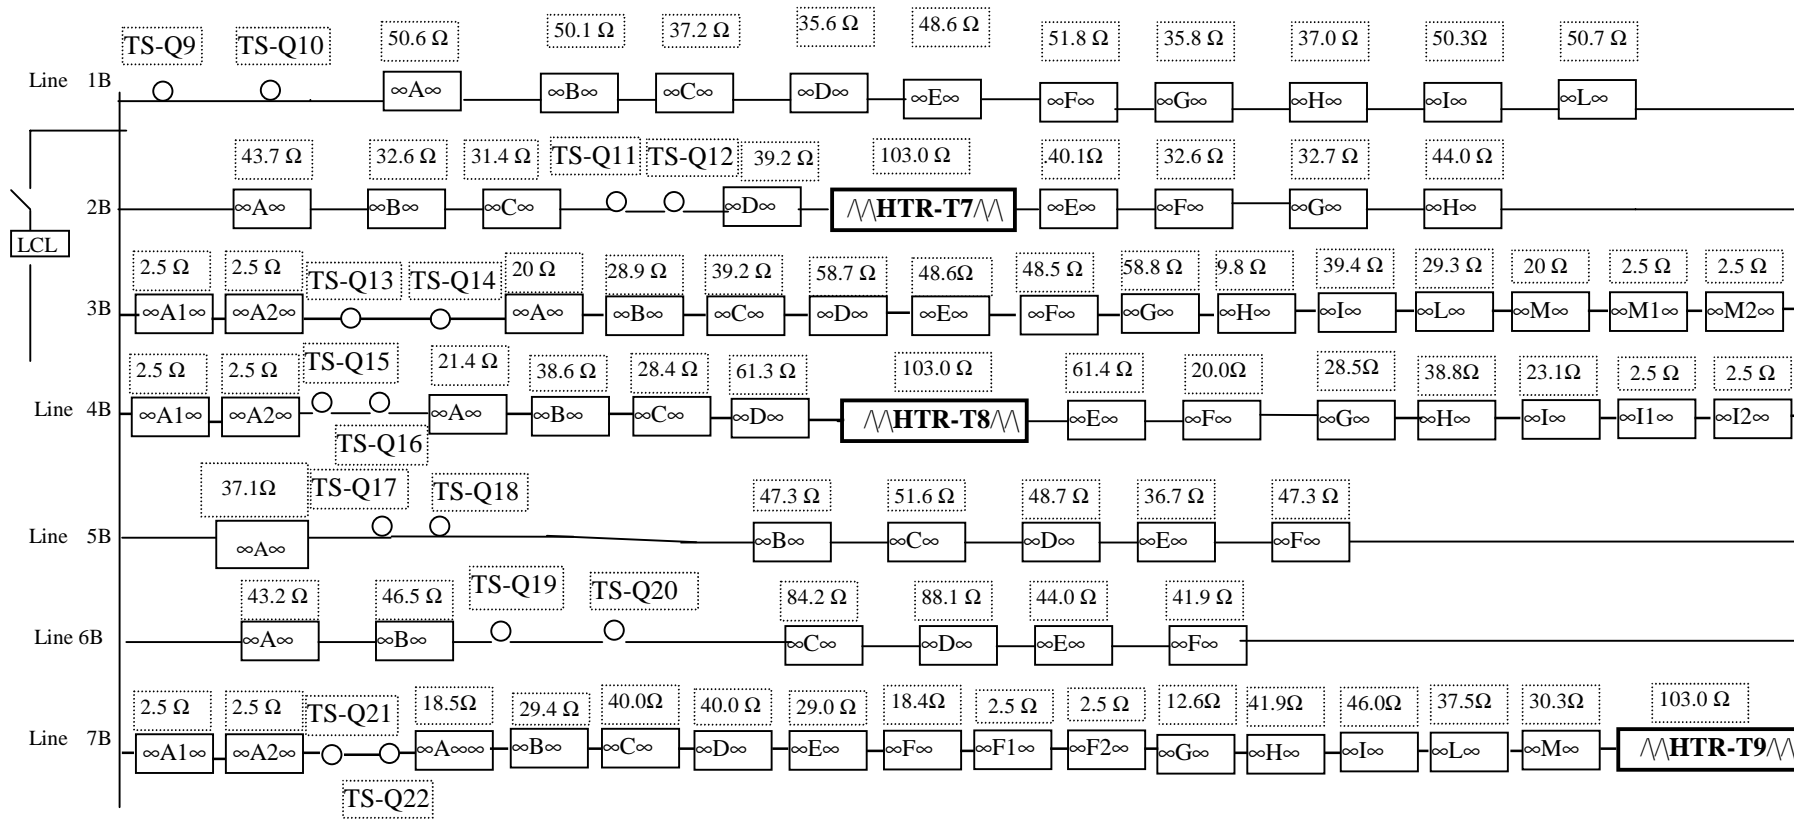 TS-Q9 TS-Q10 50.6 Ω 50.1 Ω 37.2 Ω 35.6 Ω 48.6 Ω 51.8 Ω 35.8 Ω 37.0 Ω 50.3Ω 50.7 Ω
Line 1B ∞A∞ ∞B∞ ∞C∞ ∞D∞ ∞E∞ ∞F∞ ∞G∞ ∞H∞ ∞I∞ ∞L∞
43.7 Ω 32.6 Ω 31.4 Ω TS-Q11 TS-Q12 39.2 Ω 103.0 Ω .40.1Ω 32.6 Ω 32.7 Ω 44.0 Ω
2B ∞A∞ ∞B∞ ∞C∞ ∞D∞ /\/\HTR-T7/\/\ ∞E∞ ∞F∞ ∞G∞ ∞H∞
LCL
2.5 Ω 2.5 Ω TS-Q13 TS-Q14 20 Ω 28.9 Ω 39.2 Ω 58.7 Ω 48.6Ω 48.5 Ω 58.8 Ω 9.8 Ω 39.4 Ω 29.3 Ω 20 Ω 2.5 Ω 2.5 Ω
3B ∞A1∞ ∞A2∞ ∞A∞ ∞B∞ ∞C∞ ∞D∞ ∞E∞ ∞F∞ ∞G∞ ∞H∞ ∞I∞ ∞L∞ ∞M∞ ∞M1∞ ∞M2∞
2.5 Ω 2.5 Ω TS-Q15 21.4 Ω 38.6 Ω 28.4 Ω 61.3 Ω 103.0 Ω 61.4 Ω 20.0Ω 28.5Ω 38.8Ω 23.1Ω 2.5 Ω 2.5 Ω
Line 4B ∞A1∞ ∞A2∞ ∞A∞ ∞B∞ ∞C∞ ∞D∞ /\/\HTR-T8/\/\ ∞E∞ ∞F∞ ∞G∞ ∞H∞ ∞I∞ ∞I1∞ ∞I2∞
TS-Q16
37.1Ω TS-Q17 TS-Q18 47.3 Ω 51.6 Ω 48.7 Ω 36.7 Ω 47.3 Ω
Line 5B ∞A∞ ∞B∞ ∞C∞ ∞D∞ ∞E∞ ∞F∞
43.2 Ω 46.5 Ω TS-Q19 TS-Q20 84.2 Ω 88.1 Ω 44.0 Ω 41.9 Ω
Line 6B ∞A∞ ∞B∞ ∞C∞ ∞D∞ ∞E∞ ∞F∞
2.5 Ω 2.5 Ω TS-Q21 18.5Ω 29.4 Ω 40.0Ω 40.0 Ω 29.0 Ω 18.4Ω 2.5 Ω 2.5 Ω 12.6Ω 41.9Ω 46.0Ω 37.5Ω 30.3Ω 103.0 Ω
Line 7B ∞A1∞ ∞A2∞ ∞A∞∞ ∞B∞ ∞C∞ ∞D∞ ∞E∞ ∞F∞ ∞F1∞ ∞F2∞ ∞G∞ ∞H∞ ∞I∞ ∞L∞ ∞M∞ /\/\HTR-T9/\/\
TS-Q22